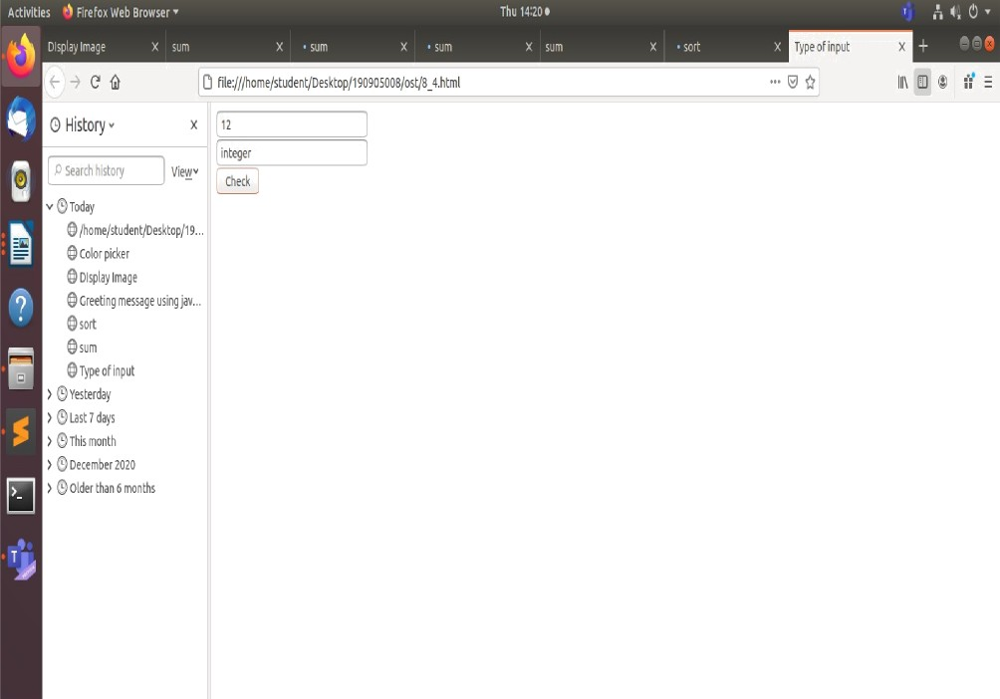 Activities Firefox Web Browser Thu 14:20
Display Image sum sum sum sum sort Type of input
file:///home/student/Desktop/190905008/ost/8_4.html
History
Search history View
Today
/home/student/Desktop/19...
Color picker
Display Image
Greeting message using jav...
sort
sum
Type of input
Yesterday
Last 7 days
This month
December 2020
Older than 6 months
12
integer
Check